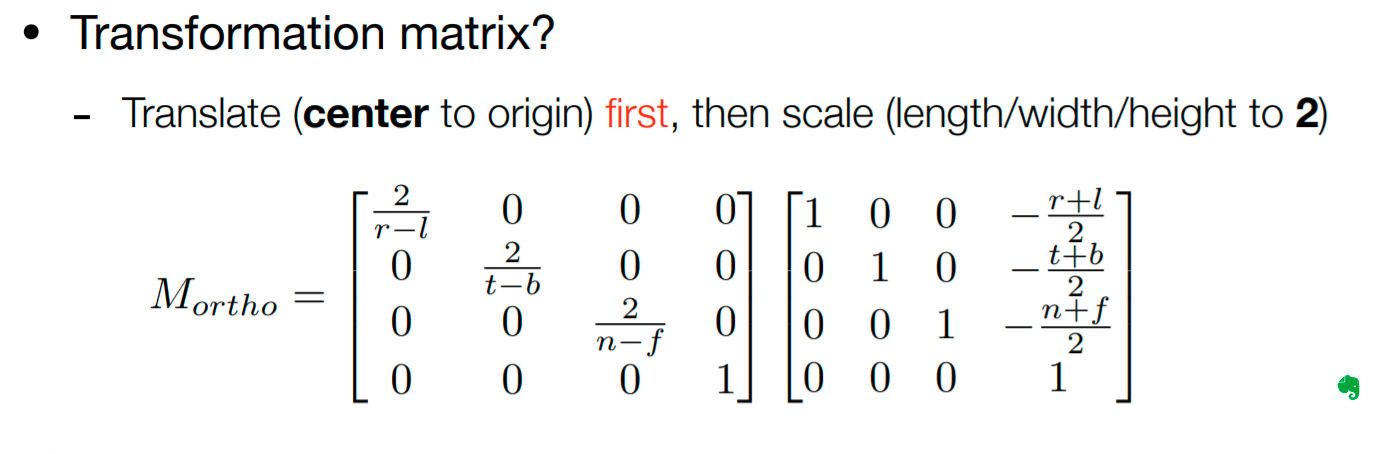 • Transformation matrix?
- Translate (center to origin) first, then scale (length/width/height to 2)
$M_{ortho} = \begin{bmatrix} \frac{2}{r-l} & 0 & 0 & 0 \\ 0 & \frac{2}{t-b} & 0 & 0 \\ 0 & 0 & \frac{2}{n-f} & 0 \\ 0 & 0 & 0 & 1 \end{bmatrix} \begin{bmatrix} 1 & 0 & 0 & -\frac{r+l}{2} \\ 0 & 1 & 0 & -\frac{t+b}{2} \\ 0 & 0 & 1 & -\frac{n+f}{2} \\ 0 & 0 & 0 & 1 \end{bmatrix}$